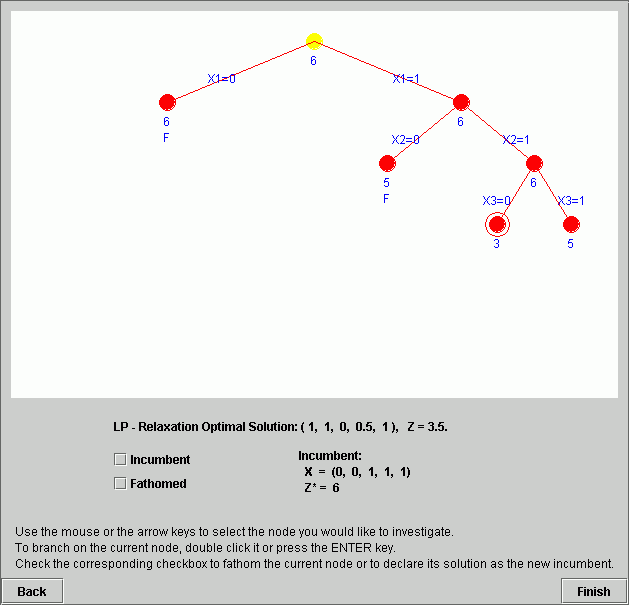 6
X1=0 X1=1
6 6
F
X2=0 X2=1
5 6
F
X3=0 X3=1
3 5
LP - Relaxation Optimal Solution: ( 1, 1, 0, 0.5, 1 ), Z = 3.5.
Incumbent
Fathomed
Incumbent:
X = (0, 0, 1, 1, 1)
Z* = 6
Use the mouse or the arrow keys to select the node you would like to investigate.
To branch on the current node, double click it or press the ENTER key.
Check the corresponding checkbox to fathom the current node or to declare its solution as the new incumbent.
Back Finish